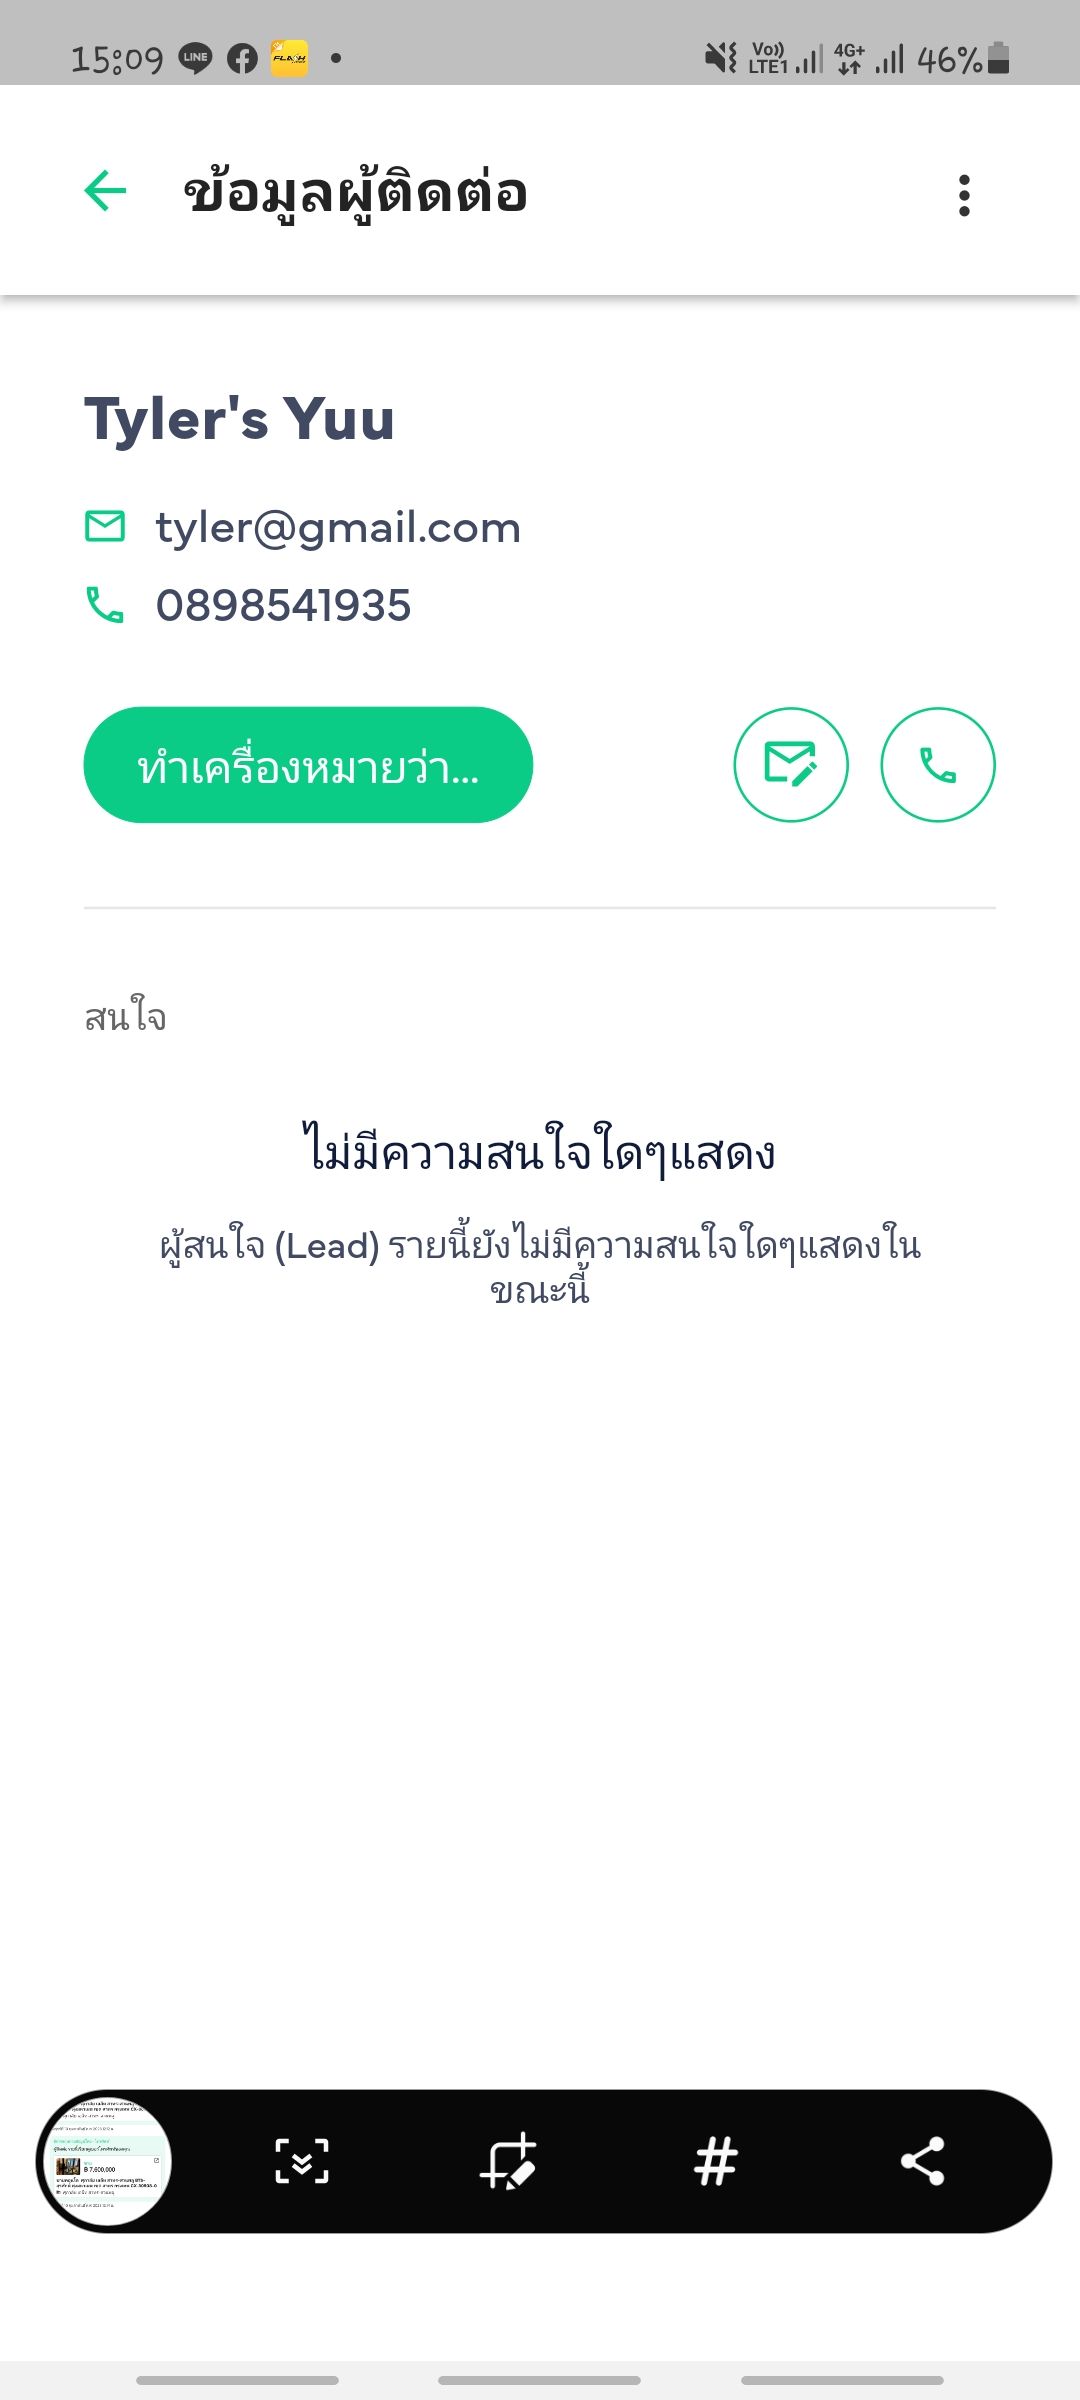 15:09 LINE FLASH Vo)) LTE1 4G+ 46%
ข้อมูลผู้ติดต่อ
Tyler's Yuu
tyler@gmail.com
0898541935
ทำเครื่องหมายว่า...
สนใจ
ไม่มีความสนใจใดๆแสดง
ผู้สนใจ (Lead) รายนี้ยังไม่มีความสนใจใดๆแสดงใน
ขณะนี้
฿ 7,600,000